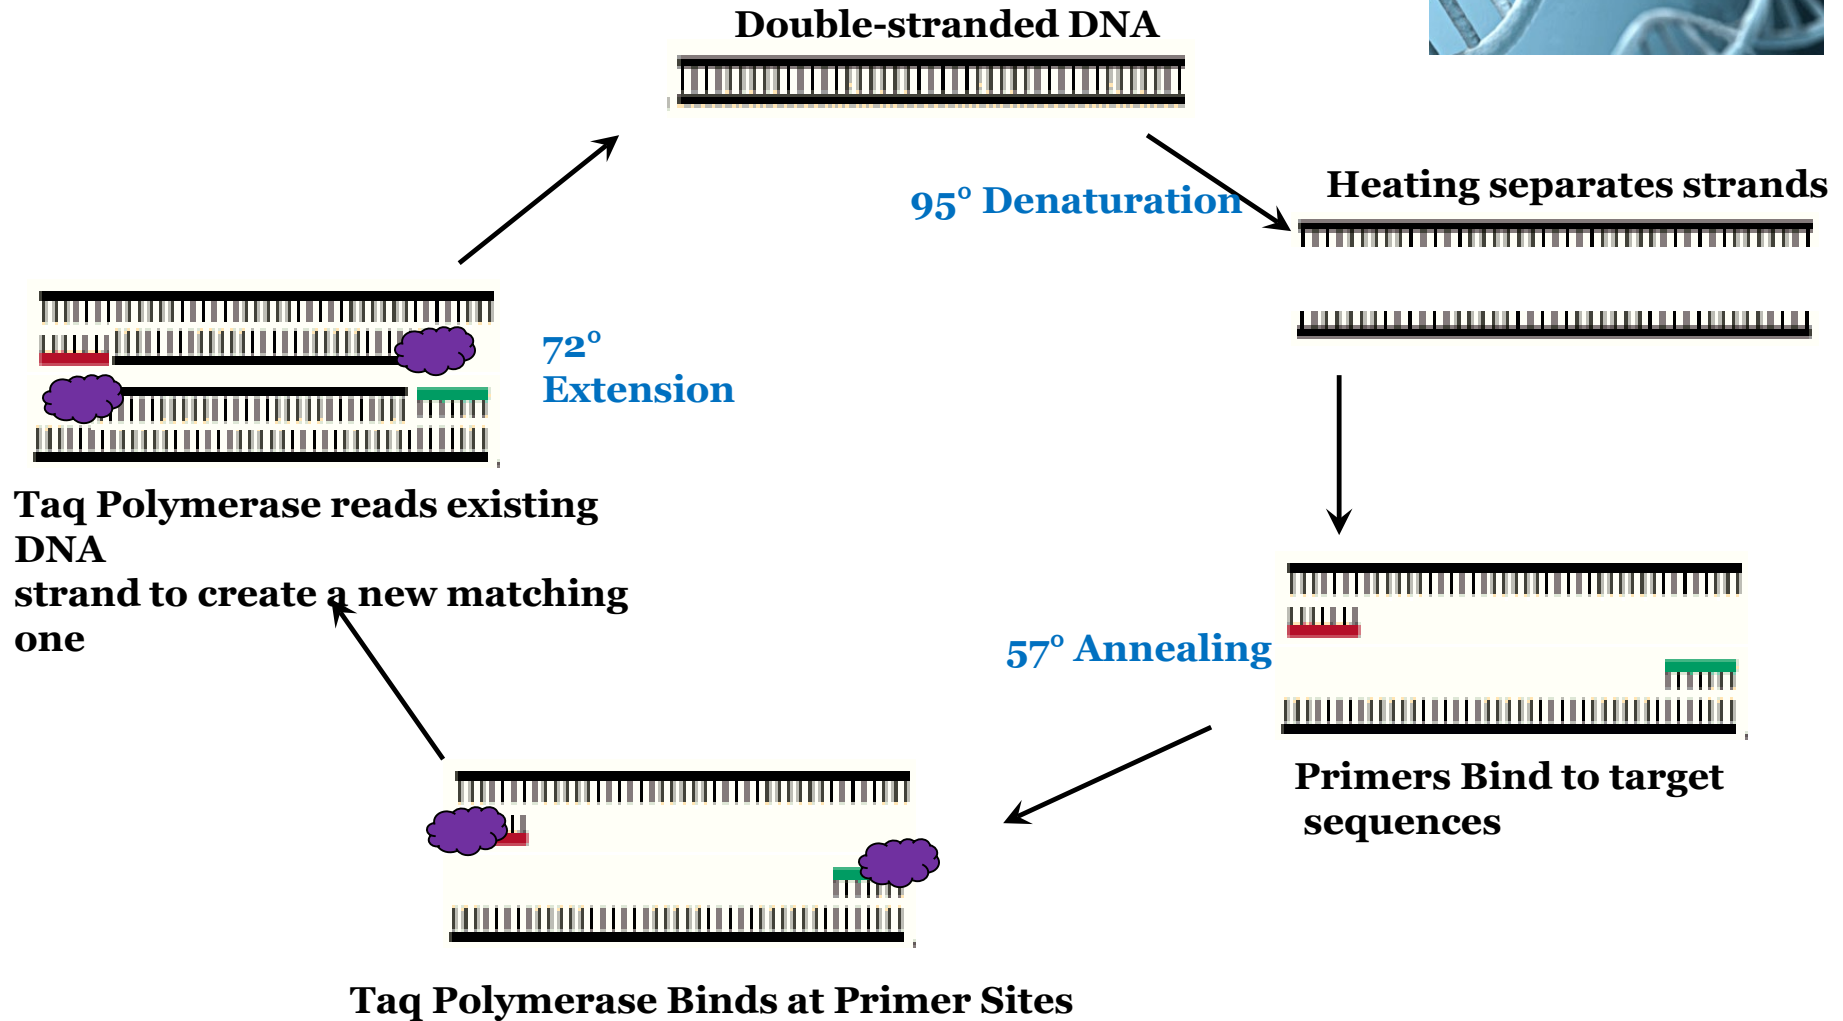 Double-stranded DNA
95° Denaturation
Heating separates strands
72°
Extension
Taq Polymerase reads existing
DNA
strand to create a new matching
one
57° Annealing
Primers Bind to target
sequences
Taq Polymerase Binds at Primer Sites